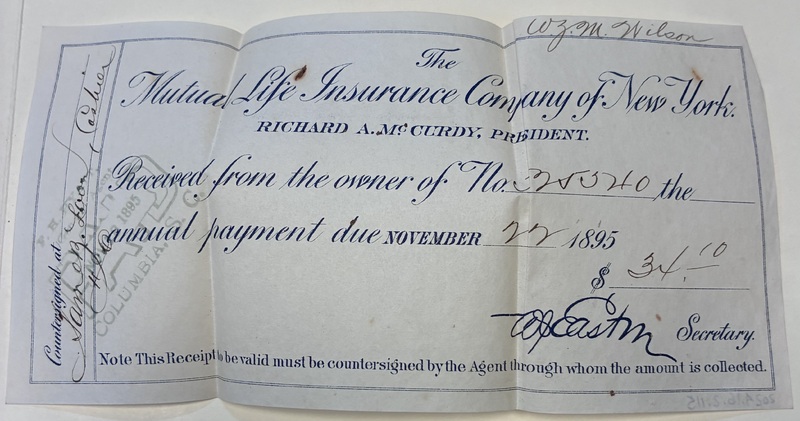 Wm. M. Wilson
The
Mutual Life Insurance Company of New York.
RICHARD A. McCURDY, PRESIDENT.
Received from the owner of No. the
annual payment due NOVEMBER 22 1895
$ 34.10
Secretary.
Note This Receipt to be valid must be countersigned by the Agent through whom the amount is collected.
Countersigned at
Cashier
1895
COLUMBIA, S. C.